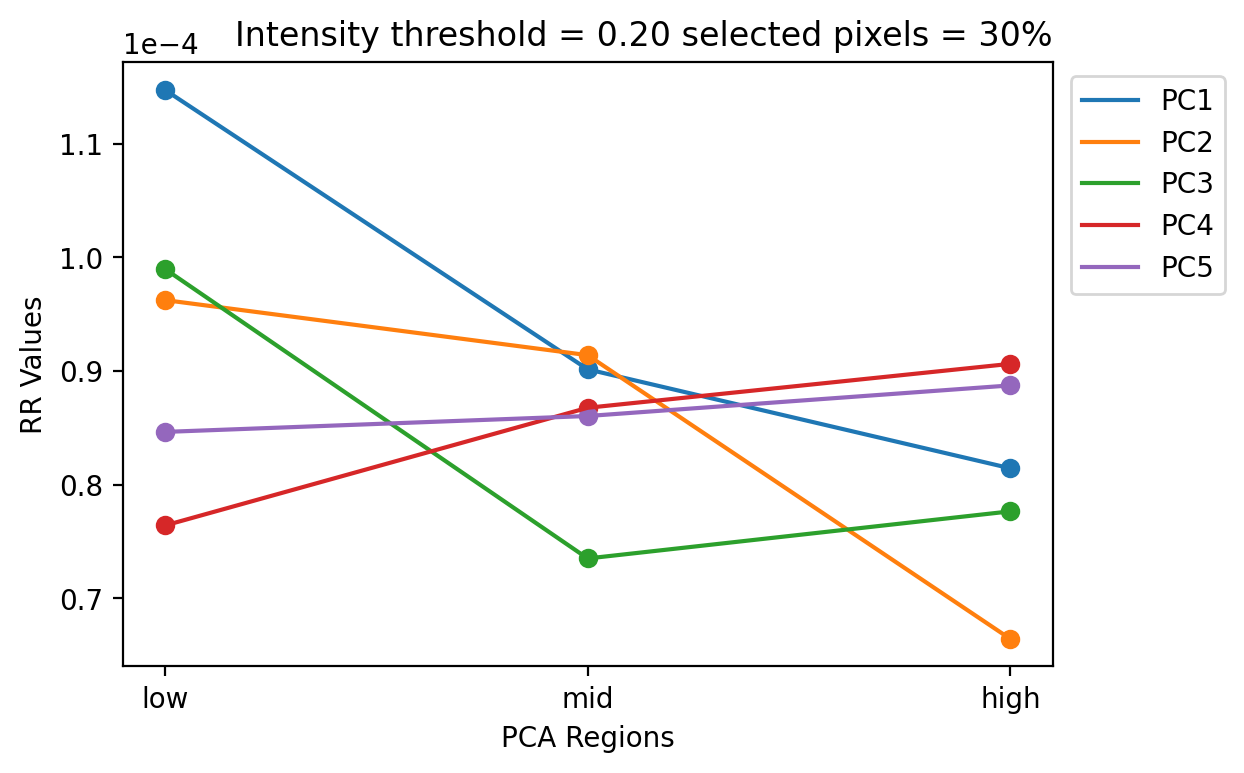 Intensity threshold = 0.20 selected pixels = 30%
1e−4
1.1
1.0
0.9
0.8
0.7
RR Values
low
mid
high
PCA Regions
PC1
PC2
PC3
PC4
PC5